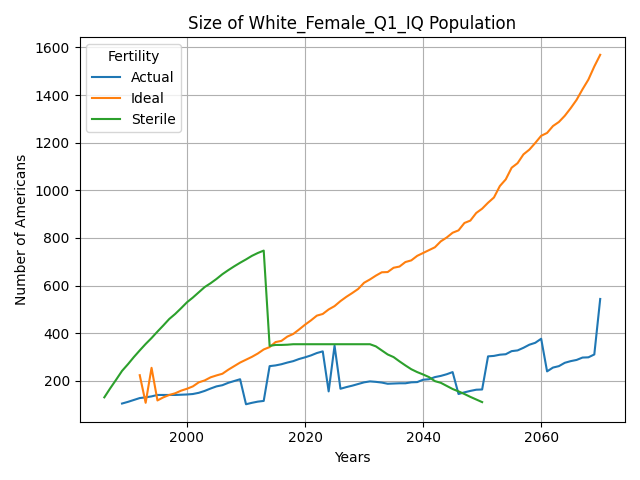 Size of White_Female_Q1_IQ Population
Fertility
Actual
Ideal
Sterile
Number of Americans
1600
1400
1200
1000
800
600
400
200
2000
2020
2040
2060
Years